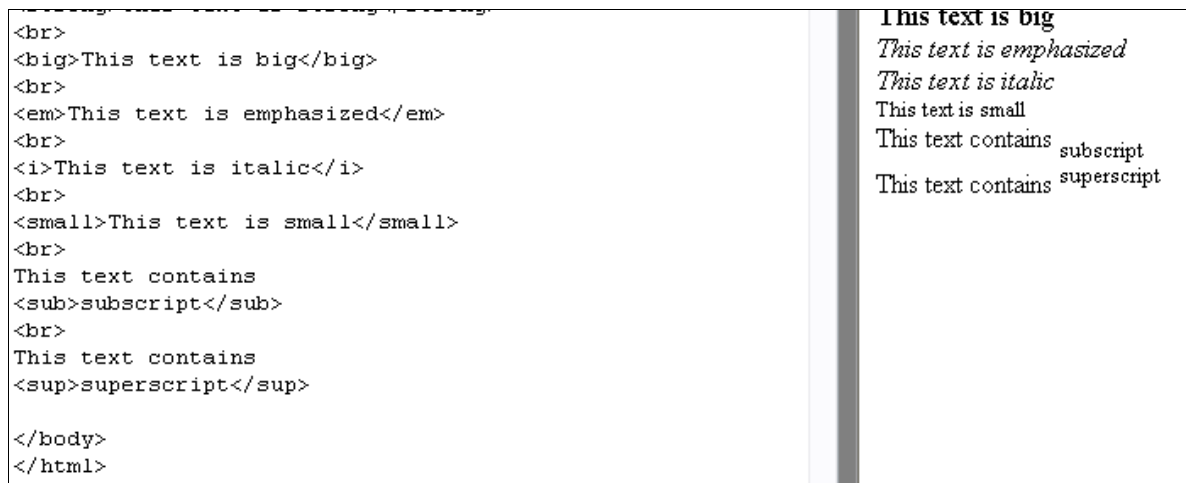 <br>
<big>This text is big</big>
<br>
<em>This text is emphasized</em>
<br>
<i>This text is italic</i>
<br>
<small>This text is small</small>
<br>
This text contains
<sub>subscript</sub>
<br>
This text contains
<sup>superscript</sup>
</body>
</html>
This text is big
This text is emphasized
This text is italic
This text is small
This text contains subscript
This text contains superscript